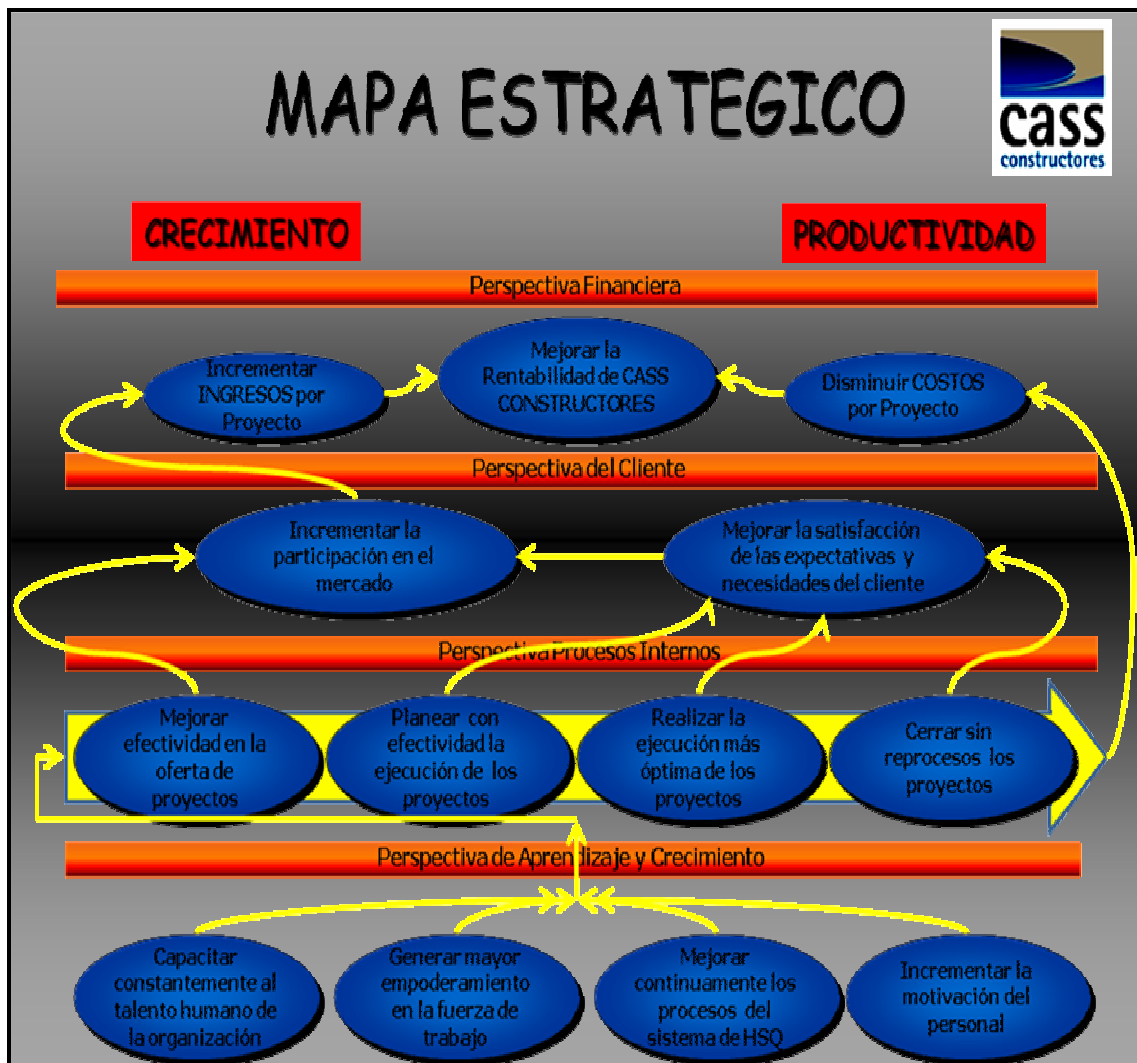 MAPA ESTRATEGICO
cass
constructores
CRECIMIENTO
PRODUCTIVIDAD
Perspectiva Financiera
Incrementar
INGRESOS por
Proyecto
Mejorar la
Rentabilidad de CASS
CONSTRUCTORES
Disminuir COSTOS
por Proyecto
Perspectiva del Cliente
Incrementar la
participación en el
mercado
Mejorar la satisfacción
de las expectativas y
necesidades del cliente
Perspectiva Procesos Internos
Mejorar
efectividad en la
oferta de
proyectos
Planear con
efectividad la
ejecución de los
proyectos
Realizar la
ejecución más
óptima de los
proyectos
Cerrar sin
reprocesos los
proyectos
Perspectiva de Aprendizaje y Crecimiento
Capacitar
constantemente al
talento humano de
la organización
Generar mayor
empoderamiento
en la fuerza de
trabajo
Mejorar
continuamente los
procesos del
sistema de HSQ
Incrementar la
motivación del
personal